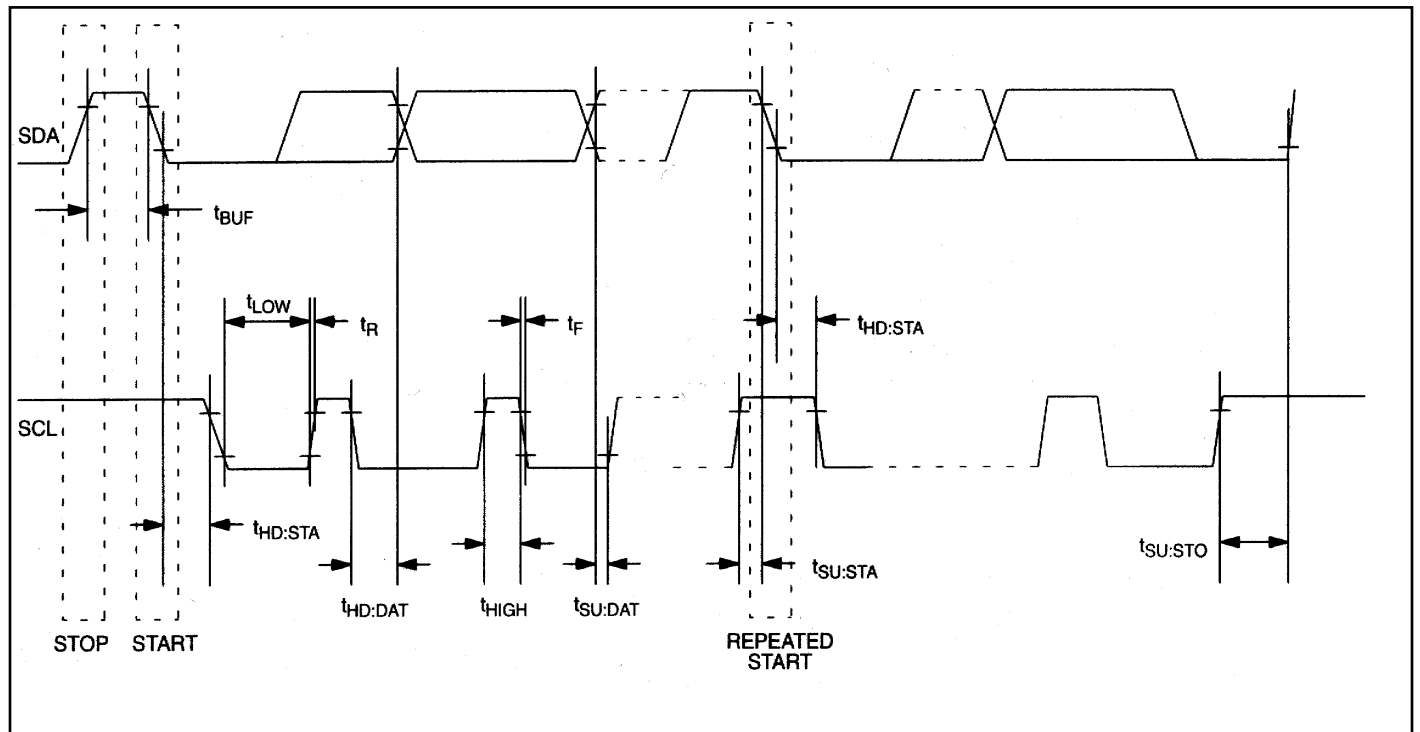 SDA
tBUF
tLOW
tR
tF
tHD:STA
SCL
tHD:STA
tSU:STA
tSU:STO
tHD:DAT
tHIGH
tSU:DAT
STOP
START
REPEATED
START